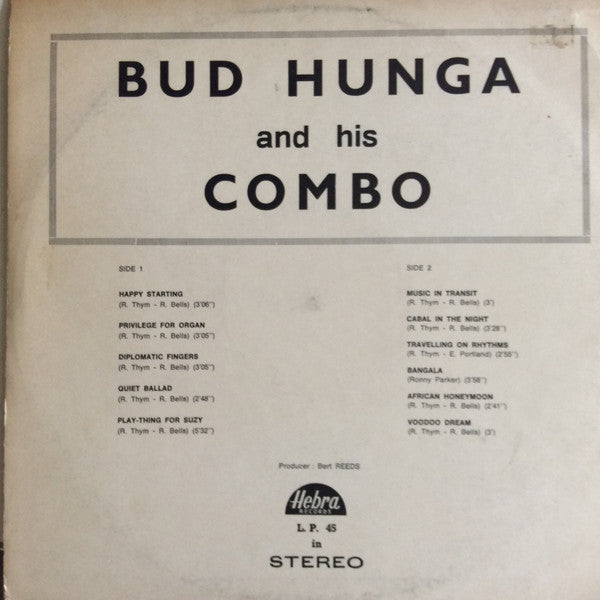 BUD HUNGA
and his
COMBO
SIDE 1
HAPPY STARTING
(R. Thym - R. Bells) (3'06")
PRIVILEGE FOR ORGAN
(R. Thym - R. Bells) (3'05")
DIPLOMATIC FINGERS
(R. Thym - R. Bells) (3'05")
QUIET BALLAD
(R. Thym - R. Bells) (2'48")
PLAY-THING FOR SUZY
(R. Thym - R. Bells) (5'32")
SIDE 2
MUSIC IN TRANSIT
(R. Thym - R. Bells) (3')
CABAL IN THE NIGHT
(R. Thym - R. Bells) (3'28")
TRAVELLING ON RHYTHMS
(R. Thym - E. Portland) (2'55")
BANGALA
(Ronny Parker) (3'56")
AFRICAN HONEYMOON
(R. Thym - R. Bells) (2'41")
VOODOO DREAM
(R. Thym - R. Bells) (3')
Producer : Bert REEDS
Hebra
RECORDS
L. P. 45
in
STEREO